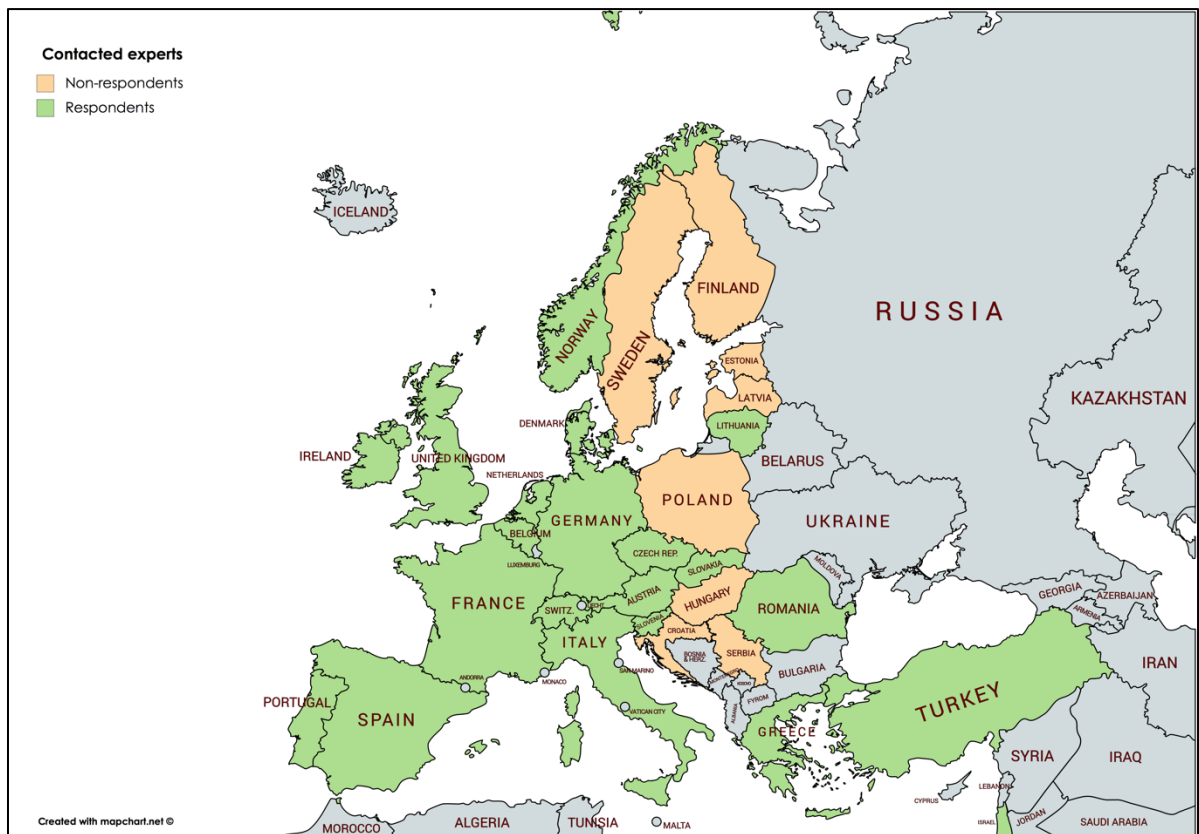 Contacted experts
Non-respondents
Respondents
ICELAND
FINLAND
RUSSIA
NORWAY
SWEDEN
ESTONIA
LATVIA
KAZAKHSTAN
DENMARK
LITHUANIA
IRELAND
UNITED KINGDOM
BELARUS
NETHERLANDS
POLAND
GERMANY
UKRAINE
BELGIUM
CZECH REP.
LUXEMBURG
SLOVAKIA
MOLDOVA
AUSTRIA
HUNGARY
FRANCE
SWITZ.
LIECHT.
ROMANIA
GEORGIA
AZERBAIJAN
ARMENIA
SLOVENIA
CROATIA
ITALY
BOSNIA
& HERZ.
SERBIA
SAN MARINO
BULGARIA
IRAN
MONACO
ANDORRA
MONTENEGRO
KOSOVO
FYROM
PORTUGAL
SPAIN
VATICAN CITY
ALBANIA
TURKEY
GREECE
SYRIA
IRAQ
LEBANON
CYPRUS
Created with mapchart.net ©
MOROCCO
ALGERIA
TUNISIA
MALTA
ISRAEL
JORDAN
SAUDI ARABIA